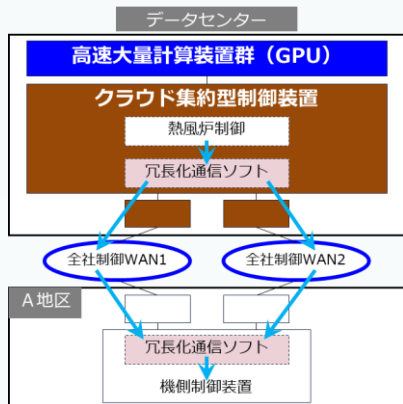 データセンター
高速大量計算装置群（GPU）
クラウド集約型制御装置
熱風炉制御
冗長化通信ソフト
全社制御WAN1
全社制御WAN2
A地区
冗長化通信ソフト
機側制御装置